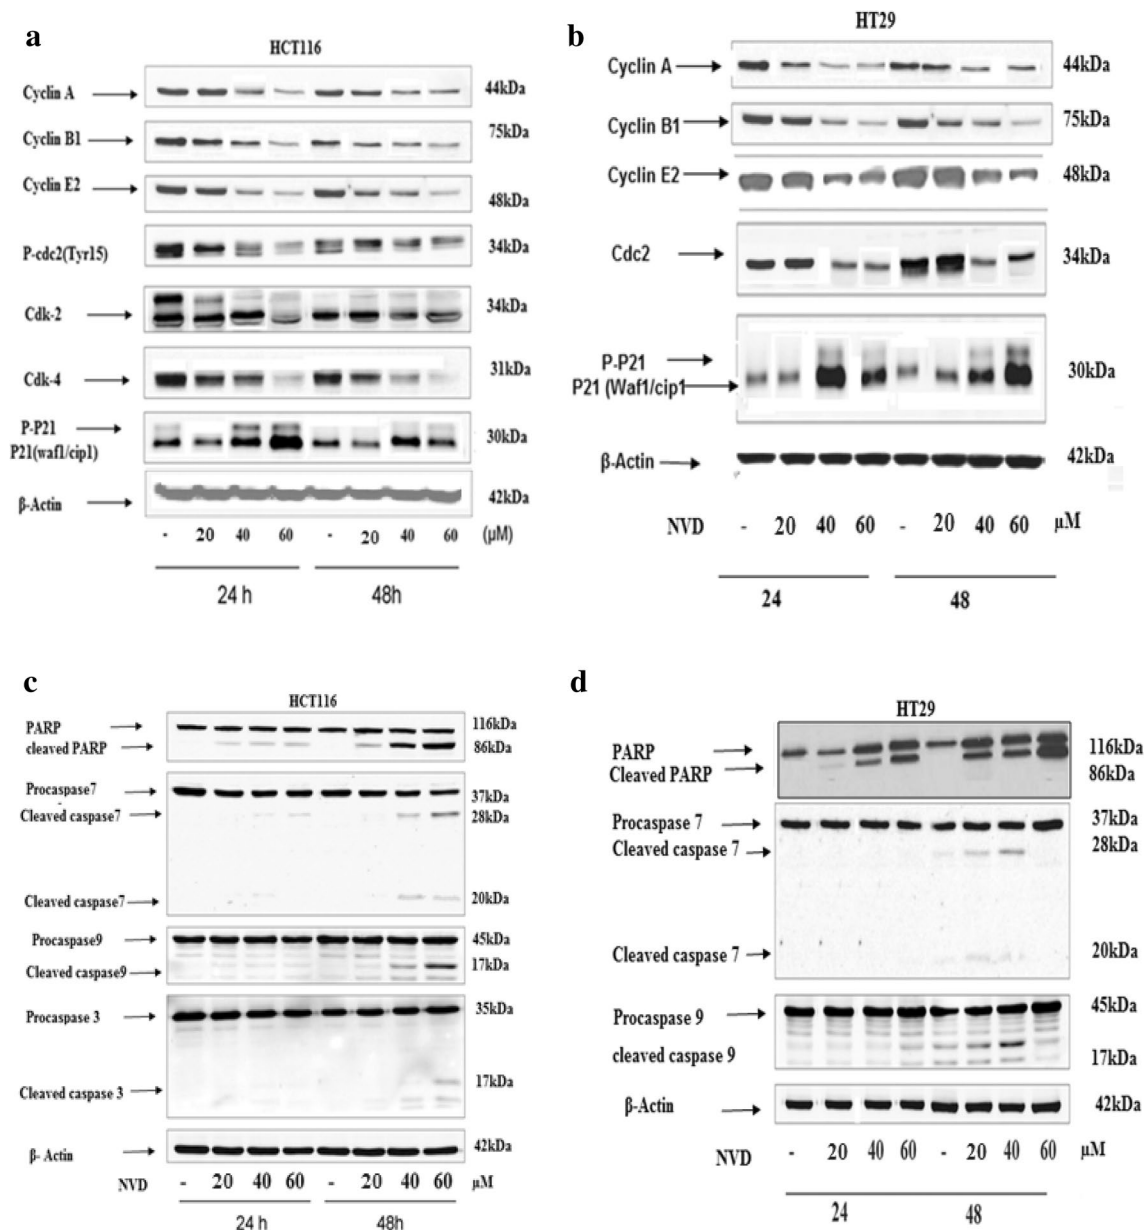 a
HCT116
Cyclin A
44kDa
Cyclin B1
75kDa
Cyclin E2
48kDa
P-cdc2(Tyr15)
34kDa
Cdk-2
34kDa
Cdk-4
31kDa
P-P21
P21(waf1/cip1)
30kDa
β-Actin
42kDa
- 20 40 60 - 20 40 60 (µM)
24 h 48h
b
HT29
Cyclin A
44kDa
Cyclin B1
75kDa
Cyclin E2
48kDa
Cdc2
34kDa
P-P21
P21 (Waf1/cip1
30kDa
β-Actin
42kDa
NVD - 20 40 60 - 20 40 60 µM
24 48
c
HCT116
PARP
116kDa
cleaved PARP
86kDa
Procaspase7
37kDa
Cleaved caspase7
28kDa
Cleaved caspase7
20kDa
Procaspase9
45kDa
Cleaved caspase9
17kDa
Procaspase 3
35kDa
Cleaved caspase 3
17kDa
β- Actin
42kDa
NVD - 20 40 60 - 20 40 60 µM
24 h 48h
d
HT29
PARP
116kDa
Cleaved PARP
86kDa
Procaspase 7
37kDa
Cleaved caspase 7
28kDa
Cleaved caspase 7
20kDa
Procaspase 9
45kDa
cleaved caspase 9
17kDa
β-Actin
42kDa
NVD - 20 40 60 - 20 40 60 µM
24 48